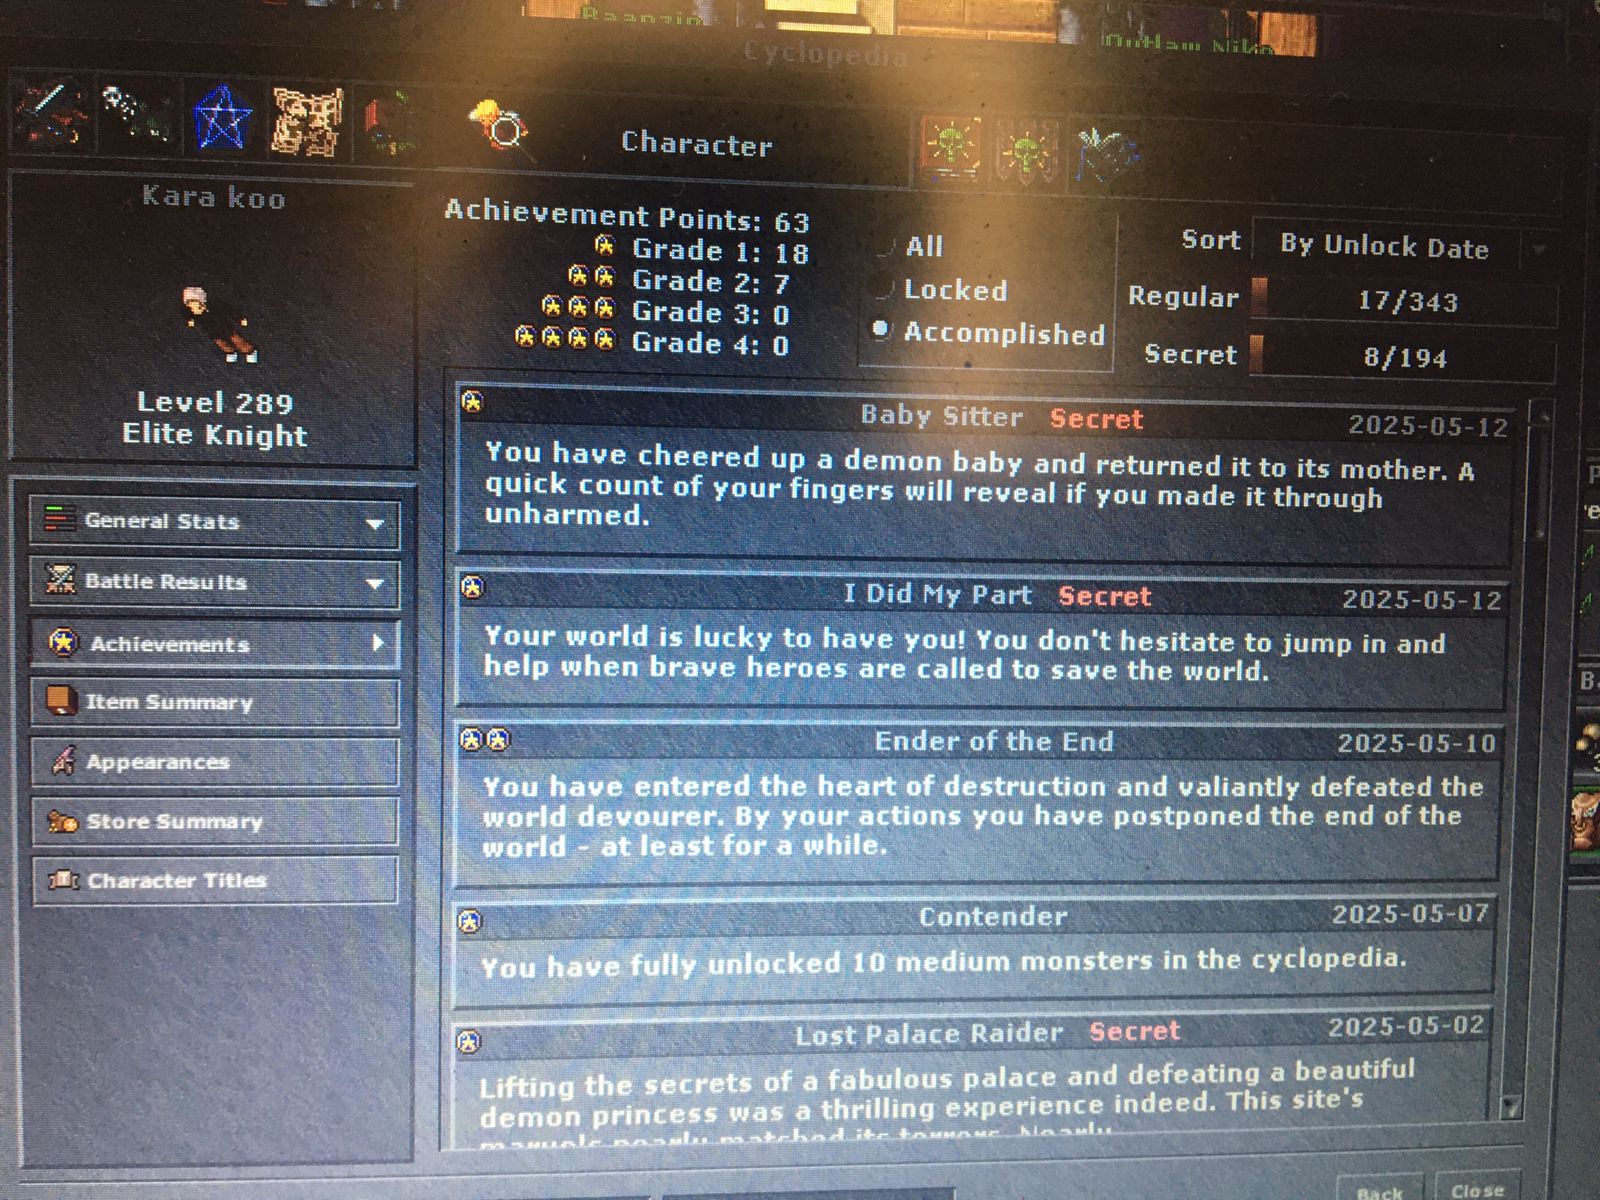 Cyclopedia
Character
Kara koo
Level 289
Elite Knight
General Stats
Battle Results
Achievements
Item Summary
Appearances
Store Summary
Character Titles
Achievement Points: 63
Grade 1: 18
Grade 2: 7
Grade 3: 0
Grade 4: 0
All
Locked
Accomplished
Sort By Unlock Date
Regular 17/343
Secret 8/194
Baby Sitter Secret 2025-05-12
You have cheered up a demon baby and returned it to its mother. A
quick count of your fingers will reveal if you made it through
unharmed.
I Did My Part Secret 2025-05-12
Your world is lucky to have you! You don't hesitate to jump in and
help when brave heroes are called to save the world.
Ender of the End 2025-05-10
You have entered the heart of destruction and valiantly defeated the
world devourer. By your actions you have postponed the end of the
world - at least for a while.
Contender 2025-05-07
You have fully unlocked 10 medium monsters in the cyclopedia.
Lost Palace Raider Secret 2025-05-02
Lifting the secrets of a fabulous palace and defeating a beautiful
demon princess was a thrilling experience indeed. This site's
Back Close